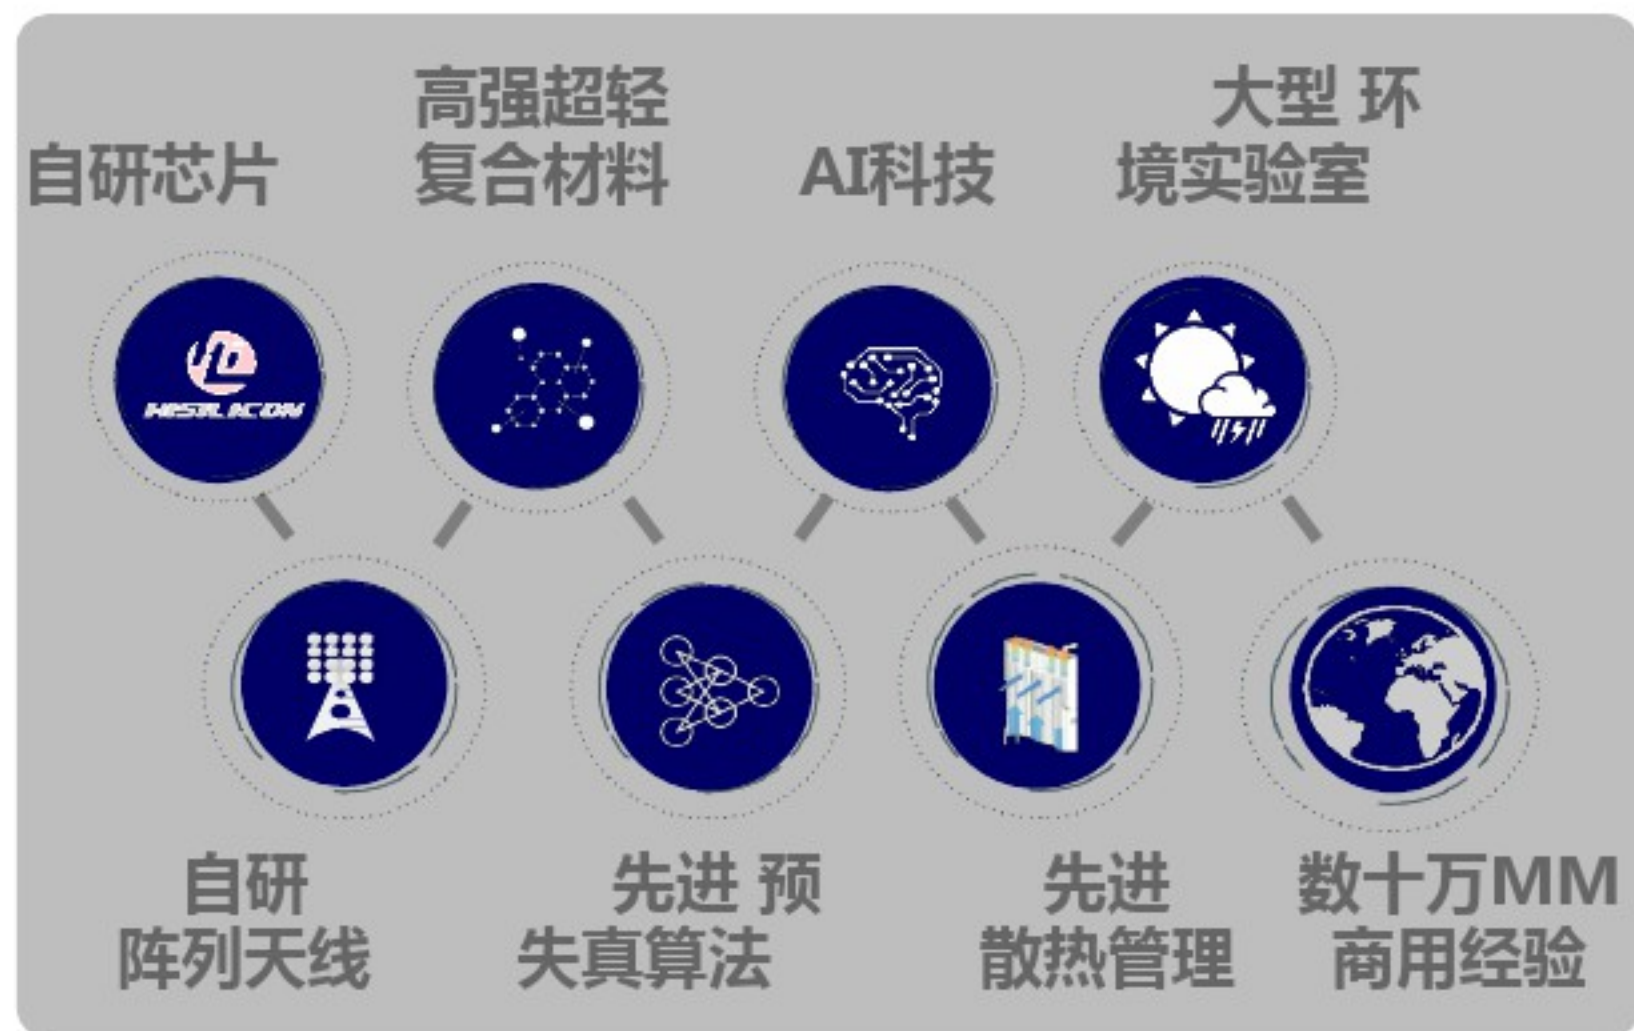 高强超轻
大型 环
自研芯片
复合材料
AI科技
境实验室
HISILICON
自研
先进 预
先进
数十万MM
阵列天线
失真算法
散热管理
商用经验